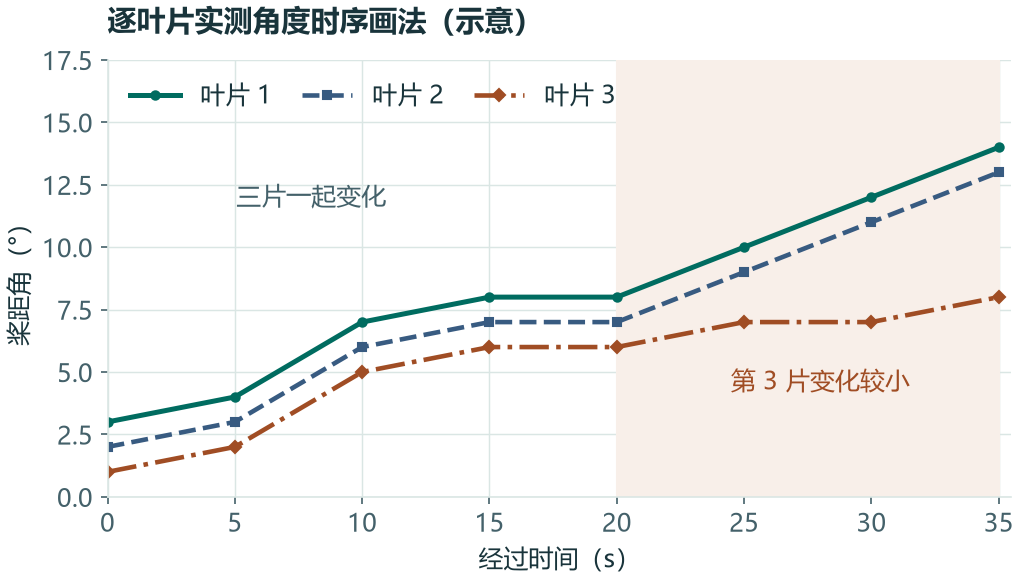 逐叶片实测角度时序画法（示意）
17.5
15.0
12.5
10.0
7.5
5.0
2.5
0.0
桨距角（°）
叶片 1
叶片 2
叶片 3
三片一起变化
第 3 片变化较小
0
5
10
15
20
25
30
35
经过时间（s）